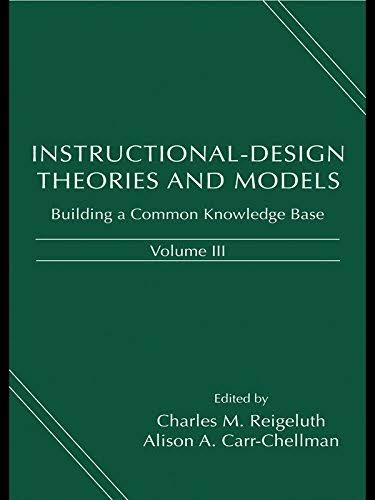 INSTRUCTIONAL-DESIGN
THEORIES AND MODELS
Building a Common Knowledge Base
Volume III
Edited by
Charles M. Reigeluth
Alison A. Carr-Chellman